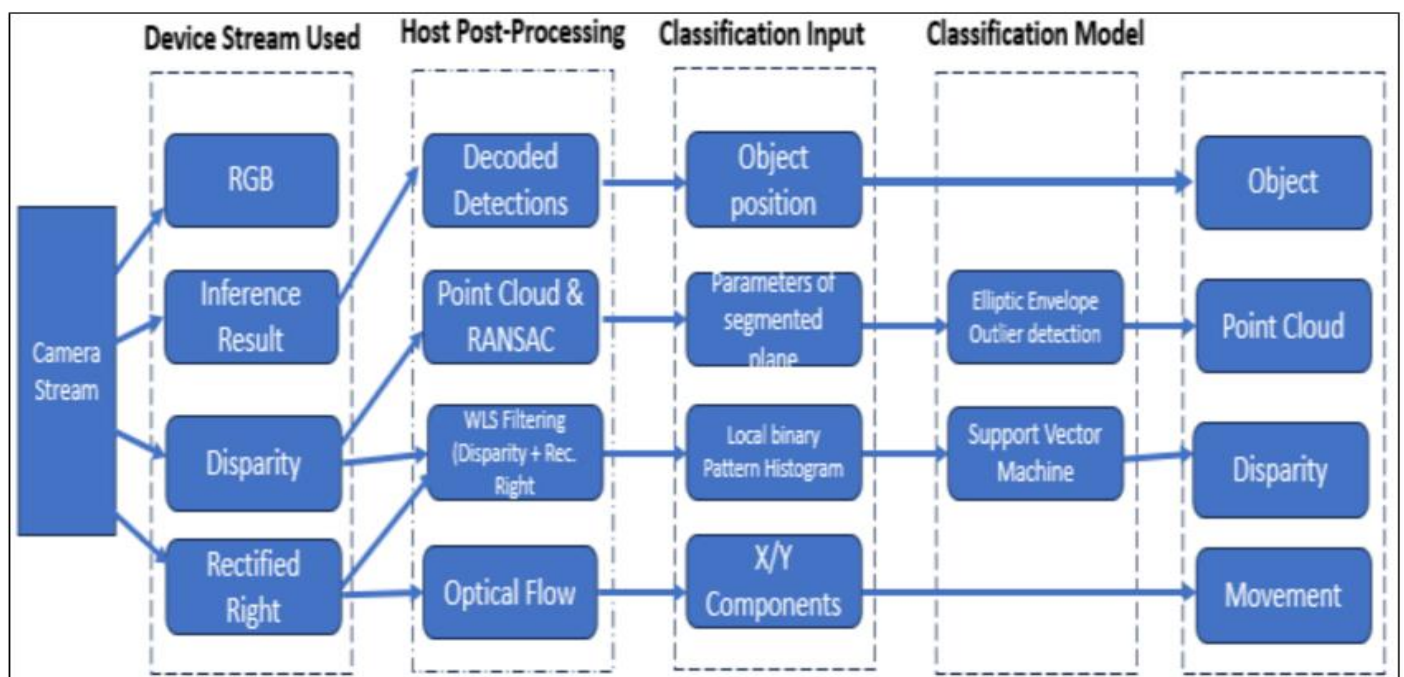 Device Stream Used
Host Post-Processing
Classification Input
Classification Model
Camera
Stream
RGB
Inference
Result
Disparity
Rectified
Right
Decoded
Detections
Point Cloud &
RANSAC
WLS Filtering
(Disparity + Rec.
Right
Optical Flow
Object
position
Parameters of
segmented
plane
Local binary
Pattern Histogram
X/Y
Components
Elliptic Envelope
Outlier detection
Support Vector
Machine
Object
Point Cloud
Disparity
Movement